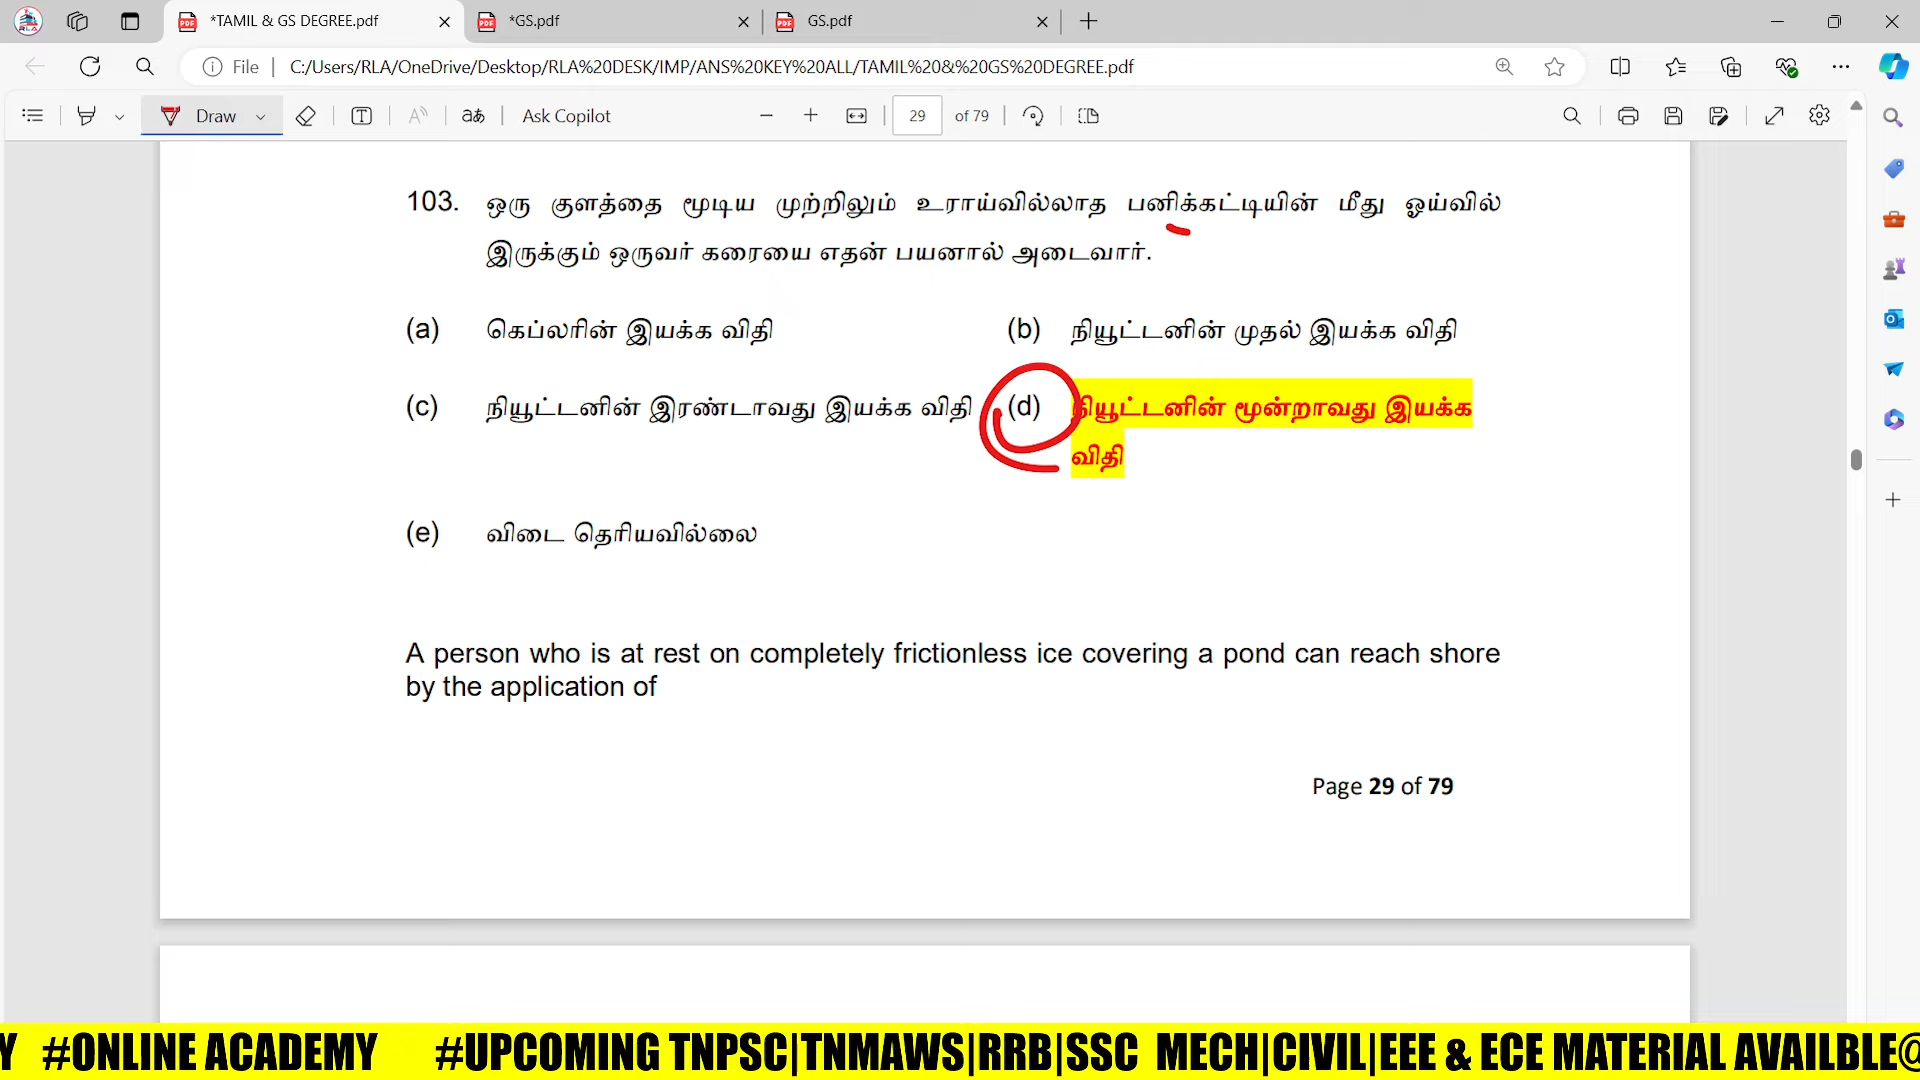 *TAMIL & GS DEGREE.pdf
*GS.pdf
GS.pdf
File
C:/Users/RLA/OneDrive/Desktop/RLA%20DESK/IMP/ANS%20KEY%20ALL/TAMIL%20&%20GS%20DEGREE.pdf
Draw
Ask Copilot
29
of 79
103. ஒரு குளத்தை மூடிய முற்றிலும் உராய்வில்லாத பனிக்கட்டியின் மீது ஓய்வில்
இருக்கும் ஒருவர் கரையை எதன் பயனால் அடைவார்.
(a) கெப்லரின் இயக்க விதி
(b) நியூட்டனின் முதல் இயக்க விதி
(c) நியூட்டனின் இரண்டாவது இயக்க விதி
(d) நியூட்டனின் மூன்றாவது இயக்க
விதி
(e) விடை தெரியவில்லை
A person who is at rest on completely frictionless ice covering a pond can reach shore
by the application of
Page 29 of 79
Y #ONLINE ACADEMY #UPCOMING TNPSC|TNMAWS|RRB|SSC MECH|CIVIL|EEE & ECE MATERIAL AVAILBLE@